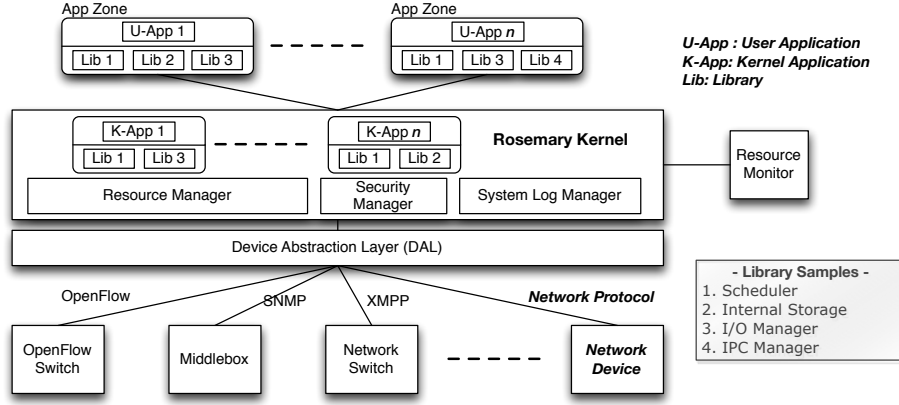 App Zone
App Zone
U-App 1
U-App n
Lib 1
Lib 2
Lib 3
Lib 1
Lib 3
Lib 4
U-App : User Application
K-App: Kernel Application
Lib: Library
K-App 1
K-App n
Rosemary Kernel
Lib 1
Lib 3
Lib 1
Lib 2
Resource
Monitor
Resource Manager
Security
Manager
System Log Manager
Device Abstraction Layer (DAL)
OpenFlow
SNMP
XMPP
Network Protocol
OpenFlow
Switch
Middlebox
Network
Switch
Network
Device
- Library Samples -
1. Scheduler
2. Internal Storage
3. I/O Manager
4. IPC Manager